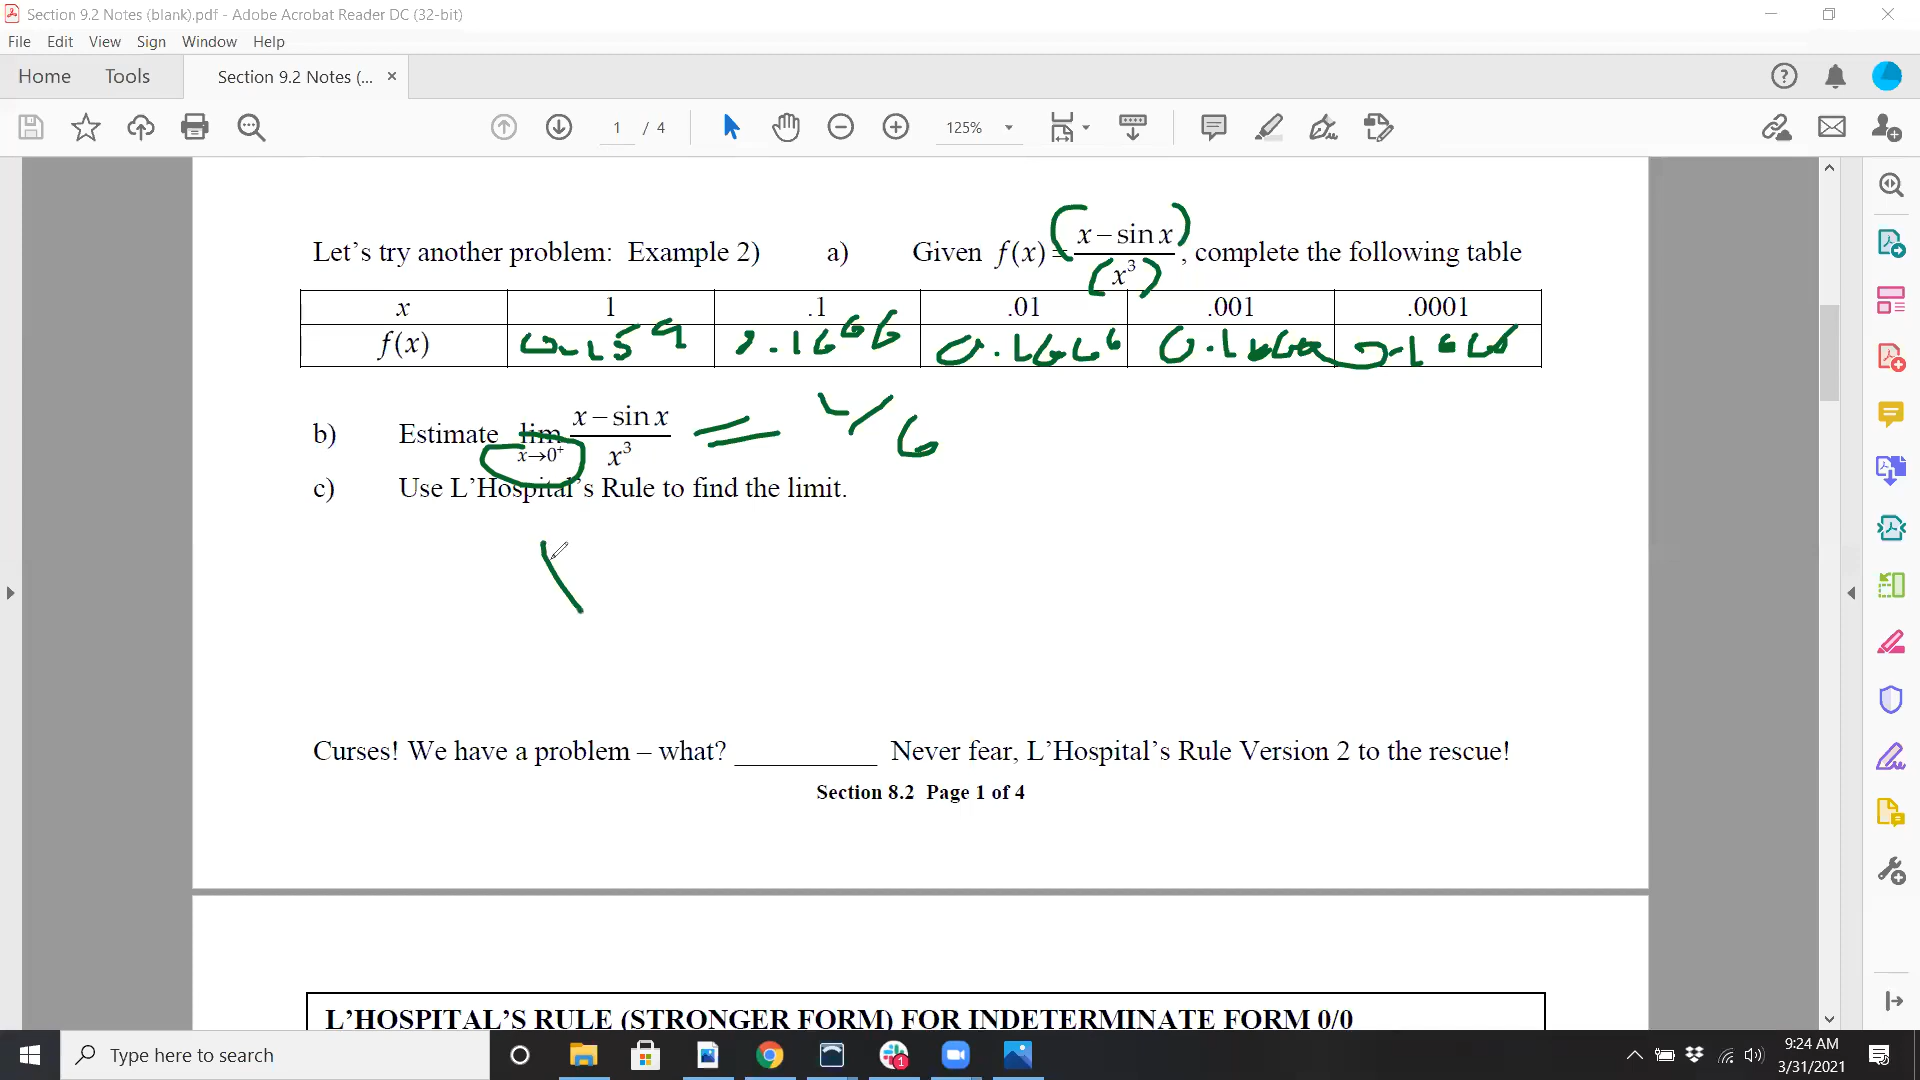 Section 9.2 Notes (blank).pdf - Adobe Acrobat Reader DC (32-bit)
File Edit View Sign Window Help
Home Tools Section 9.2 Notes (... ×
1 / 4 125%
Let's try another problem: Example 2) a) Given f(x) = (x − sin x) / (x³), complete the following table
x 1 .1 .01 .001 .0001
f(x) 0.159 0.1666 0.1666 0.1666 0.1666
b) Estimate lim x→0⁺ (x − sin x)/x³ = 1/6
c) Use L'Hospital's Rule to find the limit.
Curses! We have a problem – what? __________ Never fear, L'Hospital's Rule Version 2 to the rescue!
Section 8.2 Page 1 of 4
L'HOSPITAL'S RULE (STRONGER FORM) FOR INDETERMINATE FORM 0/0
Type here to search
1
9:24 AM
3/31/2021